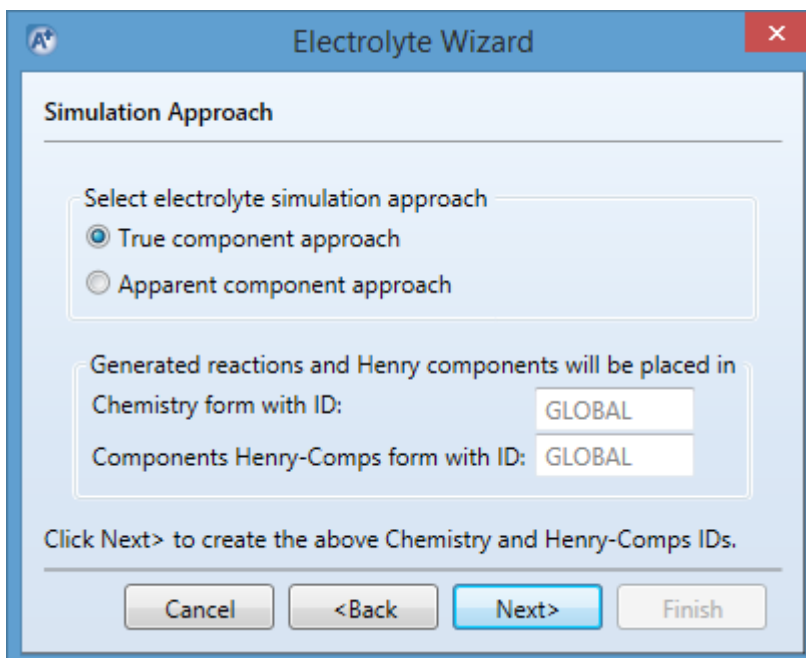 Electrolyte Wizard
Simulation Approach
Select electrolyte simulation approach
True component approach
Apparent component approach
Generated reactions and Henry components will be placed in
Chemistry form with ID: GLOBAL
Components Henry-Comps form with ID: GLOBAL
Click Next> to create the above Chemistry and Henry-Comps IDs.
Cancel <Back Next> Finish